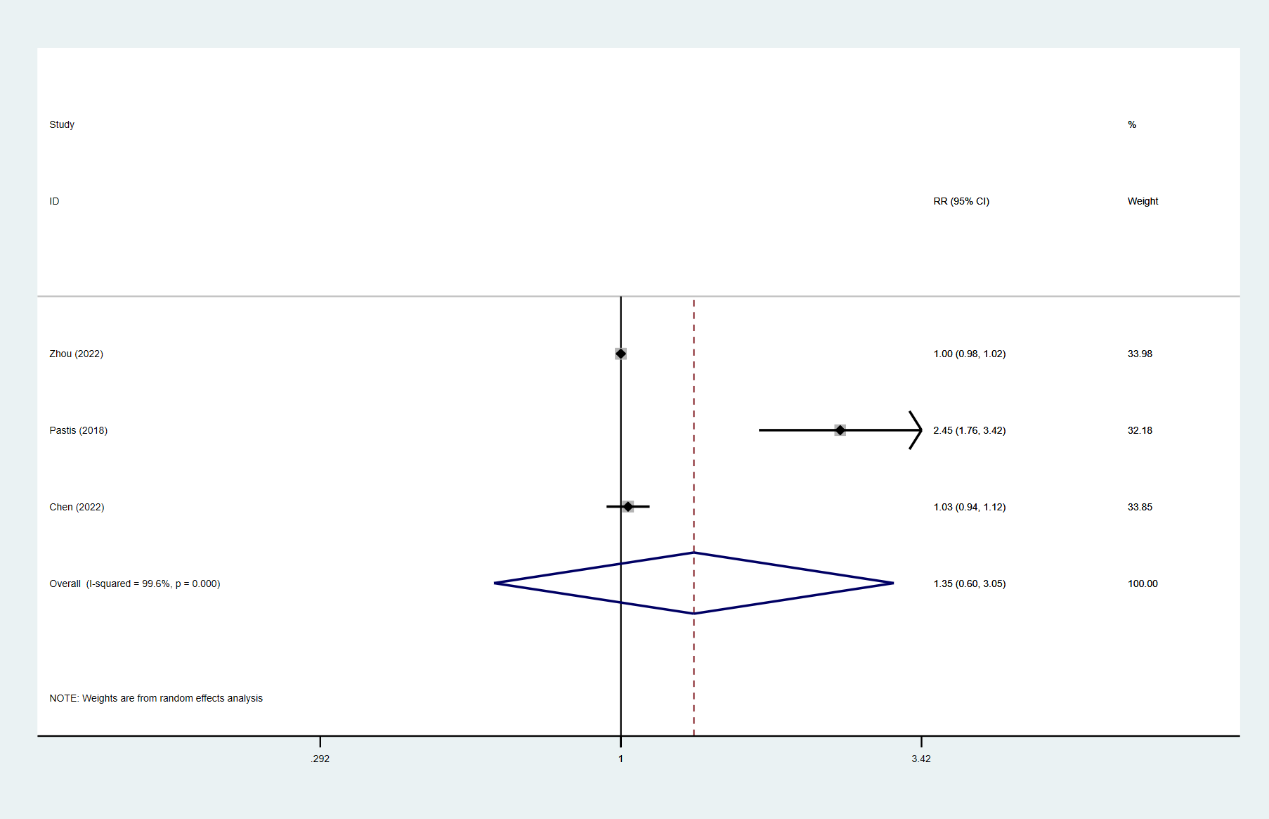 Study %
ID RR (95% CI) Weight
Zhou (2022) 1.00 (0.98, 1.02) 33.98
Pastis (2018) 2.45 (1.76, 3.42) 32.18
Chen (2022) 1.03 (0.94, 1.12) 33.85
Overall (I-squared = 99.6%, p = 0.000) 1.35 (0.60, 3.05) 100.00
NOTE: Weights are from random effects analysis
.292 1 3.42